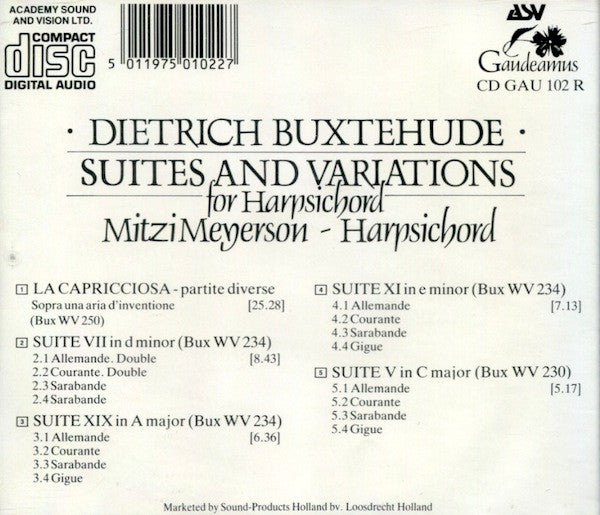 ACADEMY SOUND
AND VISION LTD.
COMPACT
disc
DIGITAL AUDIO
5 011975 010227
ASV
Gaudeamus
CD GAU 102 R
· DIETRICH BUXTEHUDE ·
SUITES AND VARIATIONS
for Harpsichord
Mitzi Meyerson - Harpsichord
1 LA CAPRICCIOSA - partite diverse
Sopra una aria d'inventione [25.28]
(Bux WV 250)
2 SUITE VII in d minor (Bux WV 234)
2.1 Allemande. Double [8.43]
2.2 Courante. Double
2.3 Sarabande
2.4 Sarabande
3 SUITE XIX in A major (Bux WV 234)
3.1 Allemande [6.36]
3.2 Courante
3.3 Sarabande
3.4 Gigue
4 SUITE XI in e minor (Bux WV 234)
4.1 Allemande [7.13]
4.2 Courante
4.3 Sarabande
4.4 Gigue
5 SUITE V in C major (Bux WV 230)
5.1 Allemande [5.17]
5.2 Courante
5.3 Sarabande
5.4 Gigue
Marketed by Sound-Products Holland bv. Loosdrecht Holland